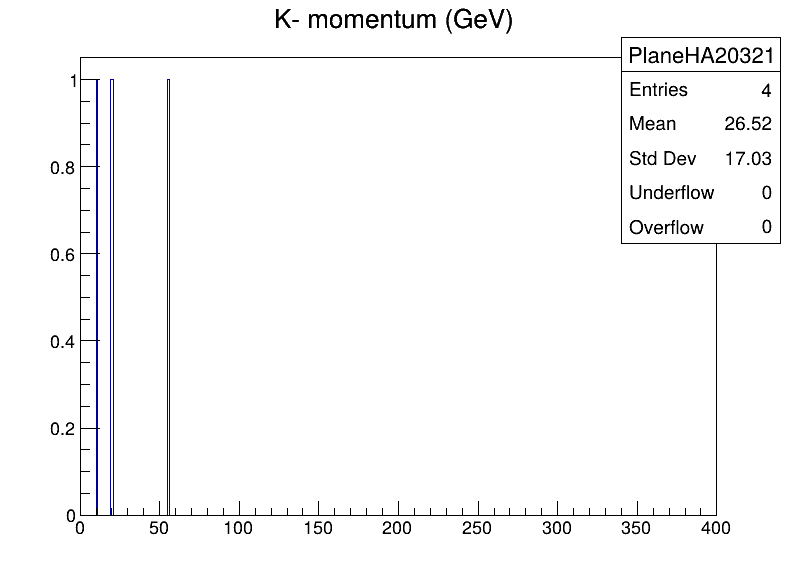 K- momentum (GeV)
PlaneHA20321
Entries 4
Mean 26.52
Std Dev 17.03
Underflow 0
Overflow 0
1
0.8
0.6
0.4
0.2
0
0 50 100 150 200 250 300 350 400